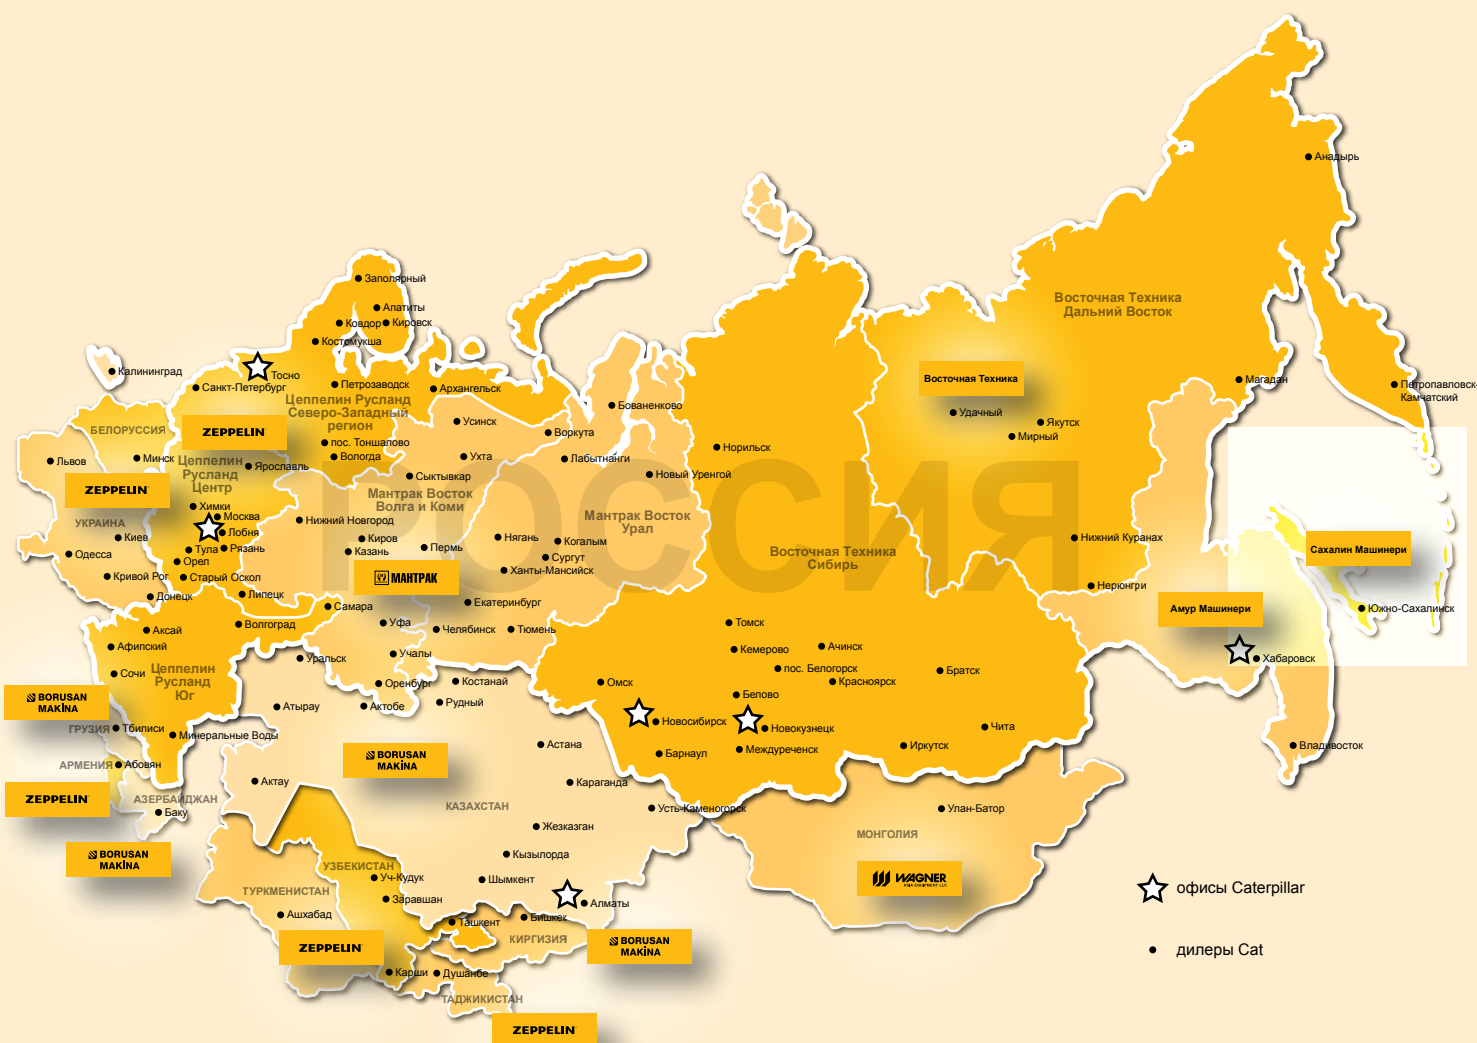 Анадырь
Заполярный
Апатиты
Ковдор
Кировск
Костомукша
Восточная Техника
Дальний Восток
Калининград
Тосно
Санкт-Петербург
Петрозаводск
Архангельск
Восточная Техника
Магадан
Петропавловск-
Камчатский
Цеппелин Русланд
Северо-Западный
регион
Бованенково
Удачный
Якутск
Мирный
БЕЛОРУССИЯ
ZEPPELIN
Усинск
Воркута
пос. Тоншалово
Вологда
Норильск
Львов
Минск
Цеппелин
Русланд
Центр
Ярославль
Ухта
Лабытнанги
Сыктывкар
Новый Уренгой
РОССИЯ
ZEPPELIN
Мантрак Восток
Волга и Коми
Мантрак Восток
Урал
УКРАИНА
Химки
Москва
Лобня
Нижний Новгород
Киев
Киров
Казань
Пермь
Нягань
Когалым
Сургут
Ханты-Мансийск
Нижний Куранах
Сахалин Машинери
Одесса
Тула
Рязань
Орел
Восточная Техника
Сибирь
Кривой Рог
Старый Оскол
МАНТРАК
Нерюнгри
Донецк
Липецк
Самара
Екатеринбург
Амур Машинери
Южно-Сахалинск
Аксай
Волгоград
Уфа
Челябинск
Тюмень
Томск
Афипский
Учалы
Кемерово
Ачинск
Хабаровск
Сочи
Цеппелин
Русланд
Юг
Уральск
пос. Белогорск
Братск
Оренбург
Костанай
Омск
Красноярск
BORUSAN
MAKİNA
Атырау
Актобе
Рудный
Белово
ГРУЗИЯ
Тбилиси
Минеральные Воды
Новосибирск
Новокузнецк
Чита
Астана
Барнаул
Междуреченск
Иркутск
Владивосток
BORUSAN
MAKİNA
АРМЕНИЯ
Абовян
Актау
Караганда
ZEPPELIN
АЗЕРБАЙДЖАН
Баку
КАЗАХСТАН
Усть-Каменогорск
Улан-Батор
Жезказган
МОНГОЛИЯ
BORUSAN
MAKİNA
Кызылорда
УЗБЕКИСТАН
Уч-Кудук
Шымкент
WAGNER
ASIA EQUIPMENT LLC
офисы Caterpillar
ТУРКМЕНИСТАН
Заравшан
Алматы
Ашхабад
Ташкент
Бишкек
КИРГИЗИЯ
BORUSAN
MAKİNA
ZEPPELIN
дилеры Cat
Карши
Душанбе
ТАДЖИКИСТАН
ZEPPELIN